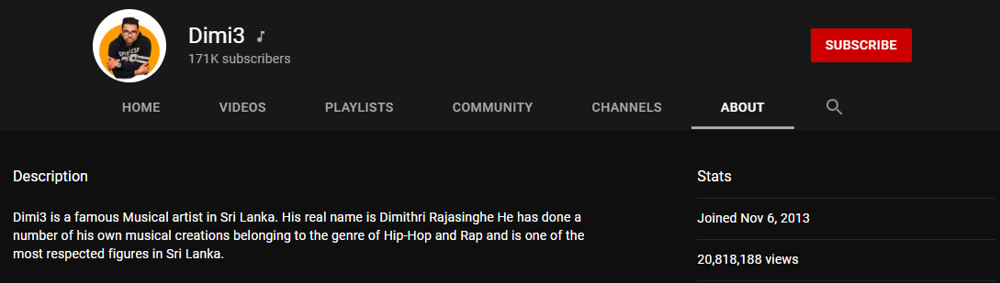 Dimi3
171K subscribers
SUBSCRIBE
HOME VIDEOS PLAYLISTS COMMUNITY CHANNELS ABOUT
Description
Dimi3 is a famous Musical artist in Sri Lanka. His real name is Dimithri Rajasinghe He has done a
number of his own musical creations belonging to the genre of Hip-Hop and Rap and is one of the
most respected figures in Sri Lanka.
Stats
Joined Nov 6, 2013
20,818,188 views